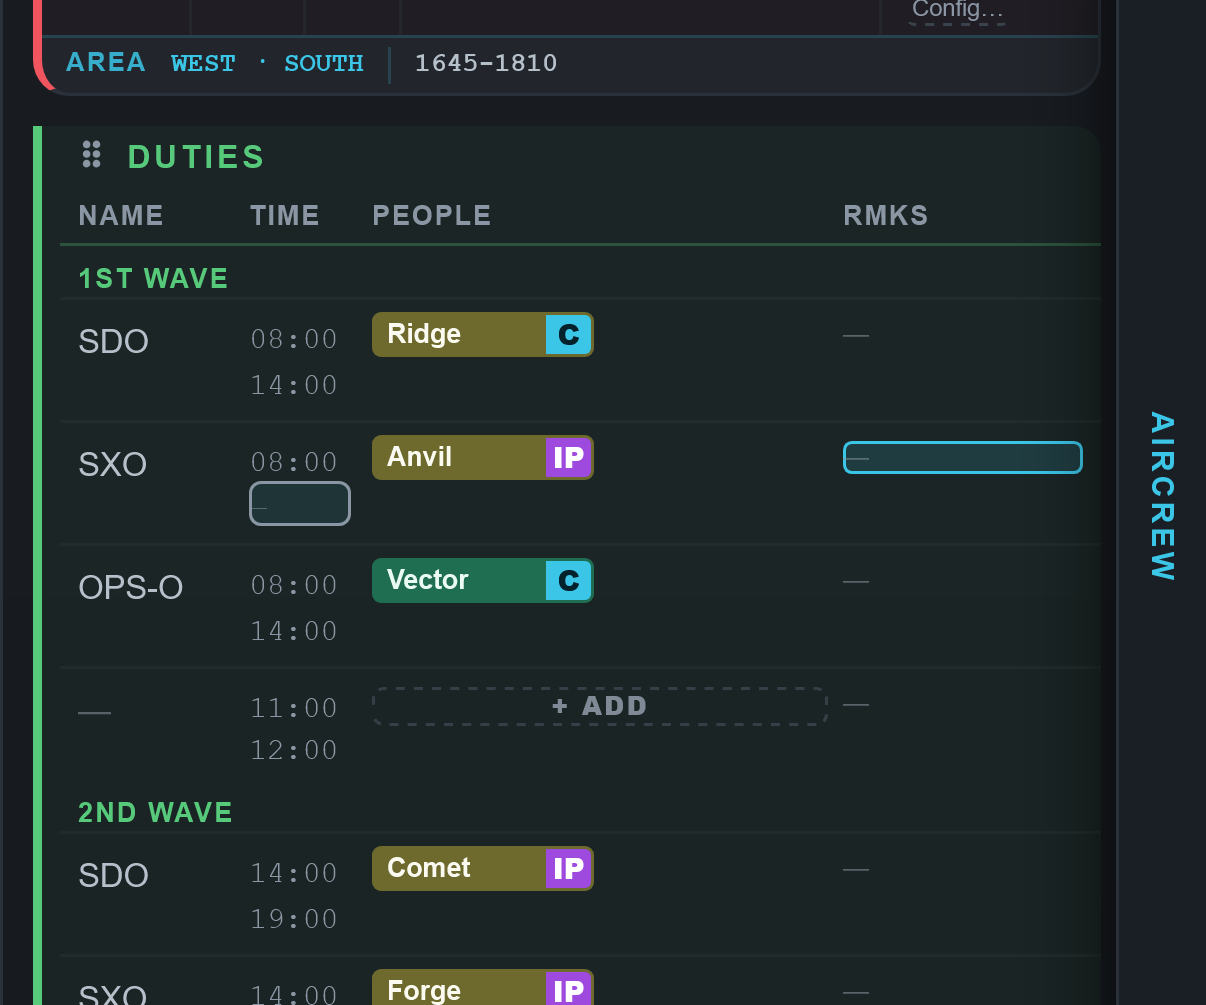 Config...
AREA WEST · SOUTH 1645–1810
DUTIES
NAME TIME PEOPLE RMKS
1ST WAVE
SDO 08:00 Ridge C —
14:00
SXO 08:00 Anvil IP —
—
OPS-O 08:00 Vector C —
14:00
— 11:00 + ADD —
12:00
2ND WAVE
SDO 14:00 Comet IP —
19:00
SXO 14:00 Forge IP —
AIRCREW